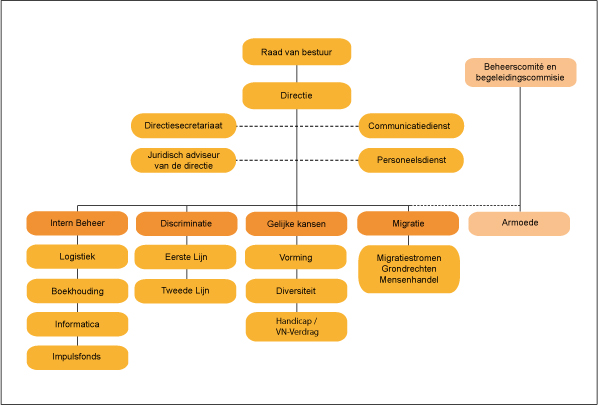 Raad van bestuur
Beheerscomité en
begeleidingscommisie
Directie
Directiesecretariaat
Communicatiedienst
Juridisch adviseur
van de directie
Personeelsdienst
Intern Beheer
Discriminatie
Gelijke kansen
Migratie
Armoede
Logistiek
Eerste Lijn
Vorming
Migratiestromen
Grondrechten
Mensenhandel
Boekhouding
Tweede Lijn
Diversiteit
Informatica
Handicap /
VN-Verdrag
Impulsfonds